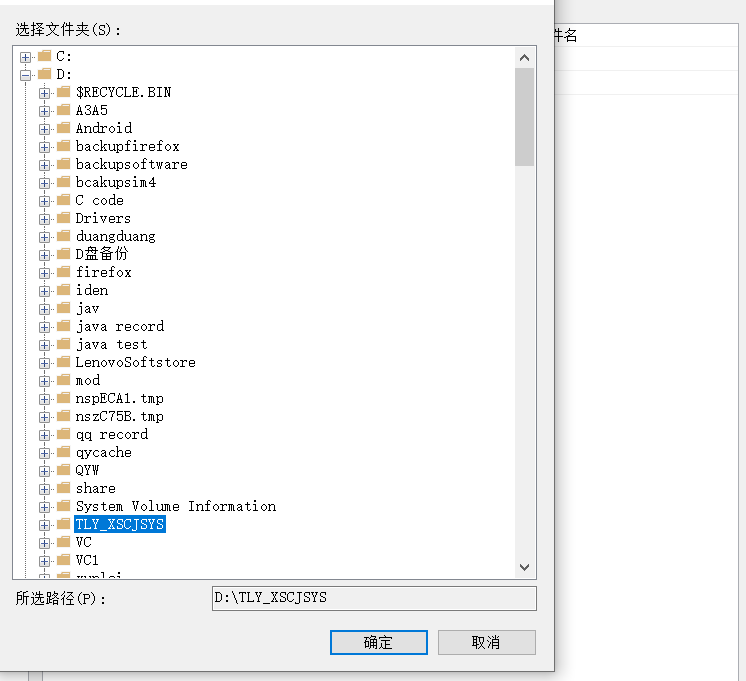 选择文件夹(S)：
件名
C:
D:
$RECYCLE.BIN
A3A5
Android
backupfirefox
backupsoftware
bcakupsim4
C code
Drivers
duangduang
D盘备份
firefox
iden
jav
java record
java test
LenovoSoftstore
mod
nspECA1.tmp
nszC75B.tmp
qq record
qycache
QYW
share
System Volume Information
TLY_XSCJSYS
VC
VC1
所选路径(P)：
D:\TLY_XSCJSYS
确定
取消